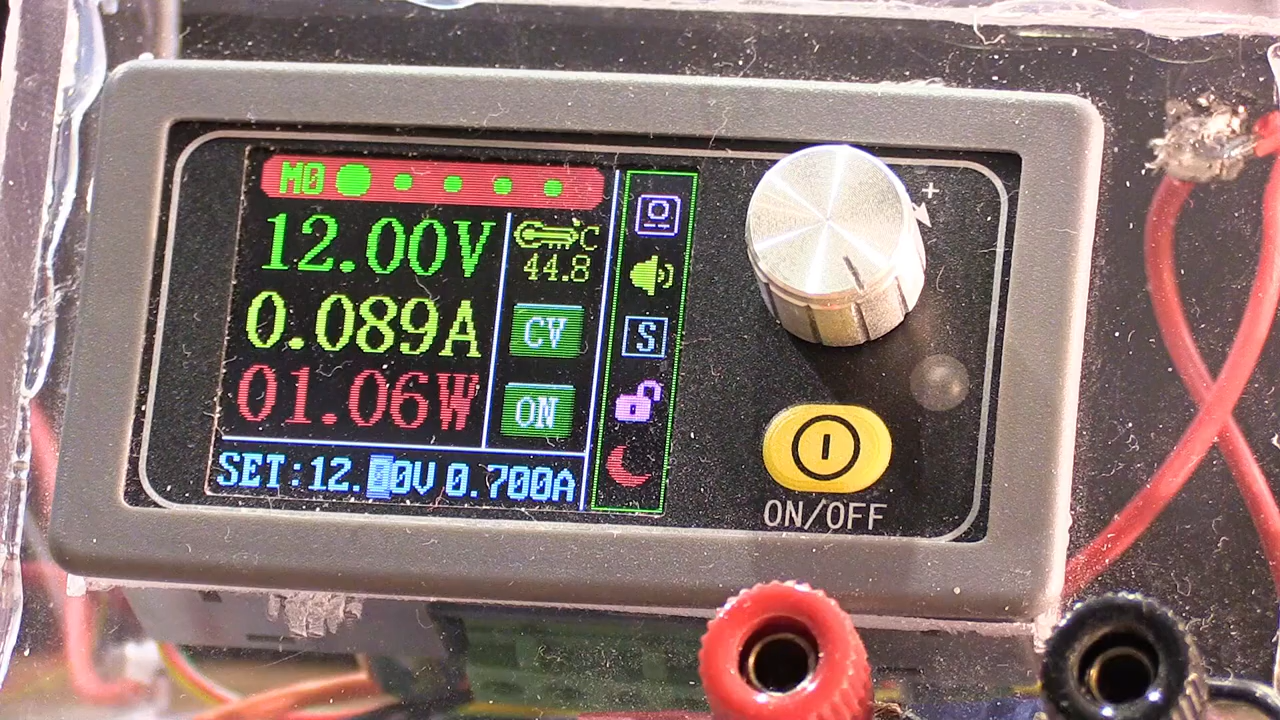 M0
12.00V
°C
44.8
0.089A
CV
01.06W
ON
SET:12.00V 0.700A
S
+
ON/OFF